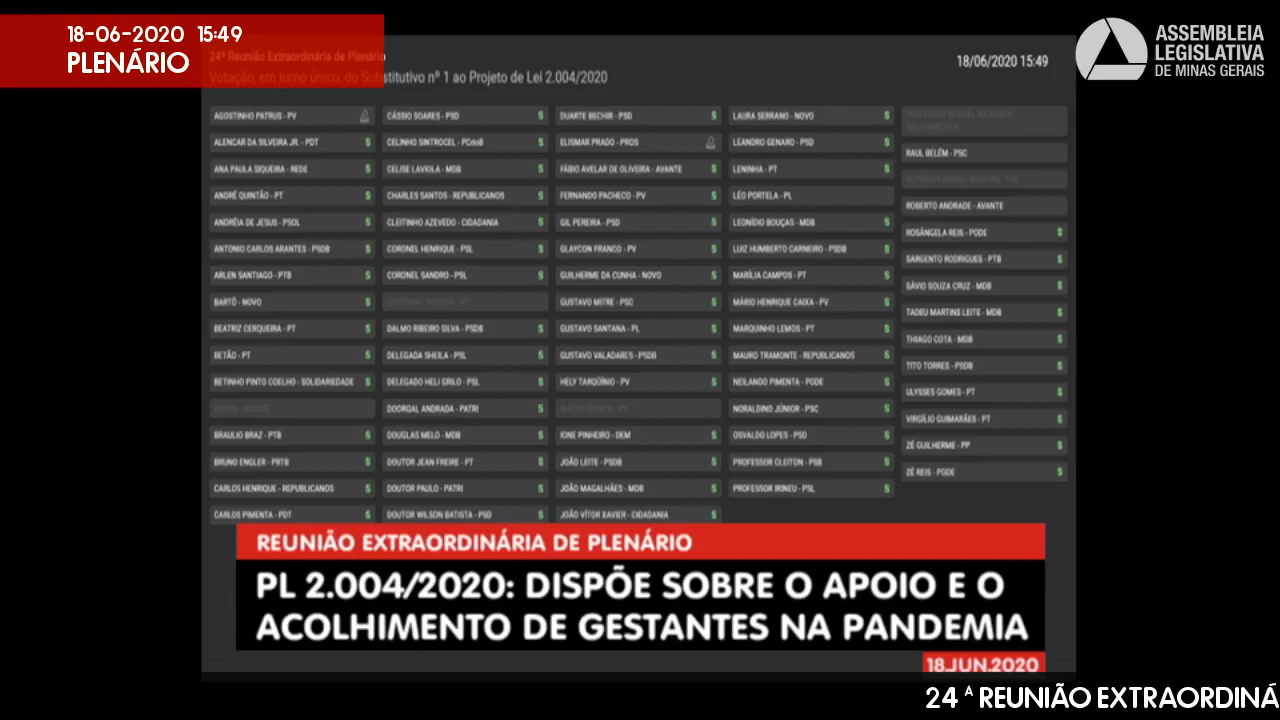 18-06-2020 15:49
PLENÁRIO
24ª Reunião Extraordinária de Plenário
Votação, em turno único, do Substitutivo nº 1 ao Projeto de Lei 2.004/2020
18/06/2020 15:49
ASSEMBLEIA
LEGISLATIVA
DE MINAS GERAIS
AGOSTINHO PATRUS - PV
ALENCAR DA SILVEIRA JR. - PDT S
ANA PAULA SIQUEIRA - REDE S
ANDRÉ QUINTÃO - PT S
ANDRÉIA DE JESUS - PSOL S
ANTONIO CARLOS ARANTES - PSDB S
ARLEN SANTIAGO - PTB S
BARTÔ - NOVO S
BEATRIZ CERQUEIRA - PT S
BETÃO - PT S
BETINHO PINTO COELHO - SOLIDARIEDADE S
BOSCO - AVANTE
BRAULIO BRAZ - PTB S
BRUNO ENGLER - PRTB S
CARLOS HENRIQUE - REPUBLICANOS S
CARLOS PIMENTA - PDT S
CÁSSIO SOARES - PSD S
CELINHO SINTROCEL - PCdoB S
CELISE LAVIOLA - MDB S
CHARLES SANTOS - REPUBLICANOS S
CLEITINHO AZEVEDO - CIDADANIA S
CORONEL HENRIQUE - PSL S
CORONEL SANDRO - PSL S
CRISTIANO SILVEIRA - PT
DALMO RIBEIRO SILVA - PSDB S
DELEGADA SHEILA - PSL S
DELEGADO HELI GRILO - PSL S
DOORGAL ANDRADA - PATRI S
DOUGLAS MELO - MDB S
DOUTOR JEAN FREIRE - PT S
DOUTOR PAULO - PATRI S
DOUTOR WILSON BATISTA - PSD S
DUARTE BECHIR - PSD S
ELISMAR PRADO - PROS
FÁBIO AVELAR DE OLIVEIRA - AVANTE S
FERNANDO PACHECO - PV S
GIL PEREIRA - PSD S
GLAYCON FRANCO - PV S
GUILHERME DA CUNHA - NOVO S
GUSTAVO MITRE - PSC S
GUSTAVO SANTANA - PL S
GUSTAVO VALADARES - PSDB S
HELY TARQÜÍNIO - PV S
INÁCIO FRANCO - PV
IONE PINHEIRO - DEM S
JOÃO LEITE - PSDB S
JOÃO MAGALHÃES - MDB S
JOÃO VÍTOR XAVIER - CIDADANIA S
LAURA SERRANO - NOVO S
LEANDRO GENARO - PSD S
LENINHA - PT S
LÉO PORTELA - PL
LEONÍDIO BOUÇAS - MDB S
LUIZ HUMBERTO CARNEIRO - PSDB S
MARÍLIA CAMPOS - PT S
MÁRIO HENRIQUE CAIXA - PV S
MARQUINHO LEMOS - PT S
MAURO TRAMONTE - REPUBLICANOS S
NEILANDO PIMENTA - PODE S
NORALDINO JÚNIOR - PSC S
OSVALDO LOPES - PSD S
PROFESSOR CLEITON - PSB S
PROFESSOR IRINEU - PSL S
RAUL BELÉM - PSC
ROBERTO ANDRADE - AVANTE
ROSÂNGELA REIS - PODE S
SARGENTO RODRIGUES - PTB S
SÁVIO SOUZA CRUZ - MDB S
TADEU MARTINS LEITE - MDB S
THIAGO COTA - MDB S
TITO TORRES - PSDB S
ULYSSES GOMES - PT S
VIRGÍLIO GUIMARÃES - PT S
ZÉ GUILHERME - PP S
ZÉ REIS - PODE S
REUNIÃO EXTRAORDINÁRIA DE PLENÁRIO
PL 2.004/2020: DISPÕE SOBRE O APOIO E O
ACOLHIMENTO DE GESTANTES NA PANDEMIA
18.JUN.2020
24 ª REUNIÃO EXTRAORDINÁ